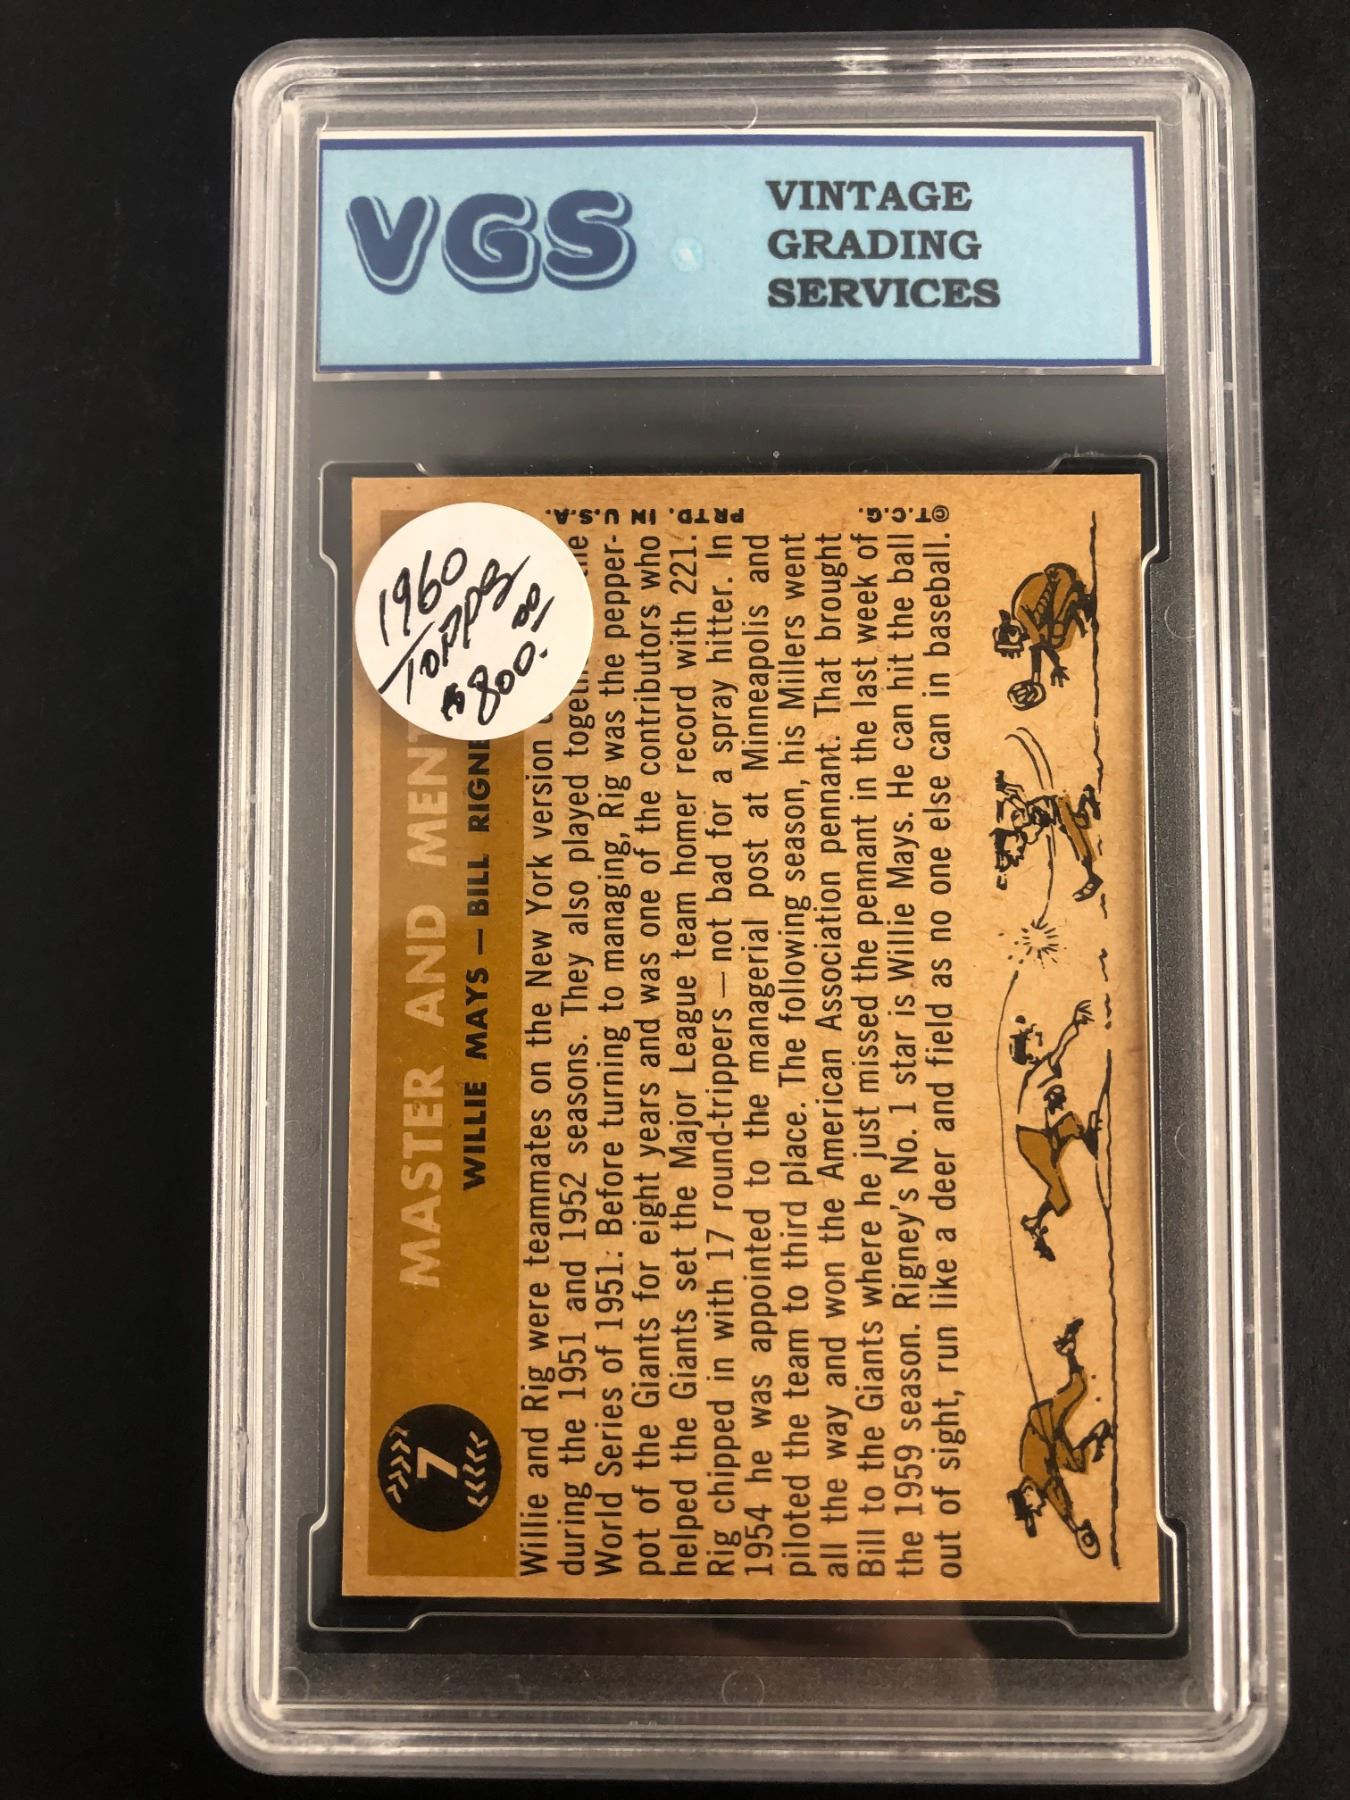 VGS
VINTAGE
GRADING
SERVICES
1960
TOPPS
$800.00
7
MASTER AND MENT
WILLIE MAYS — BILL RIGNE
Willie and Rig were teammates on the New York version
during the 1951 and 1952 seasons. They also played toget he
World Series of 1951. Before turning to managing, Rig was the pepper-
pot of the Giants for eight years and was one of the contributors who
helped the Giants set the Major League team homer record with 221.
Rig chipped in with 17 round-trippers — not bad for a spray hitter. In
1954 he was appointed to the managerial post at Minneapolis and
piloted the team to third place. The following season, his Millers went
all the way and won the American Association pennant. That brought
Bill to the Giants where he just missed the pennant in the last week of
the 1959 season. Rigney's No. 1 star is Willie Mays. He can hit the ball
out of sight, run like a deer and field as no one else can in baseball.
©T.C.G. PRTD. IN U.S.A.